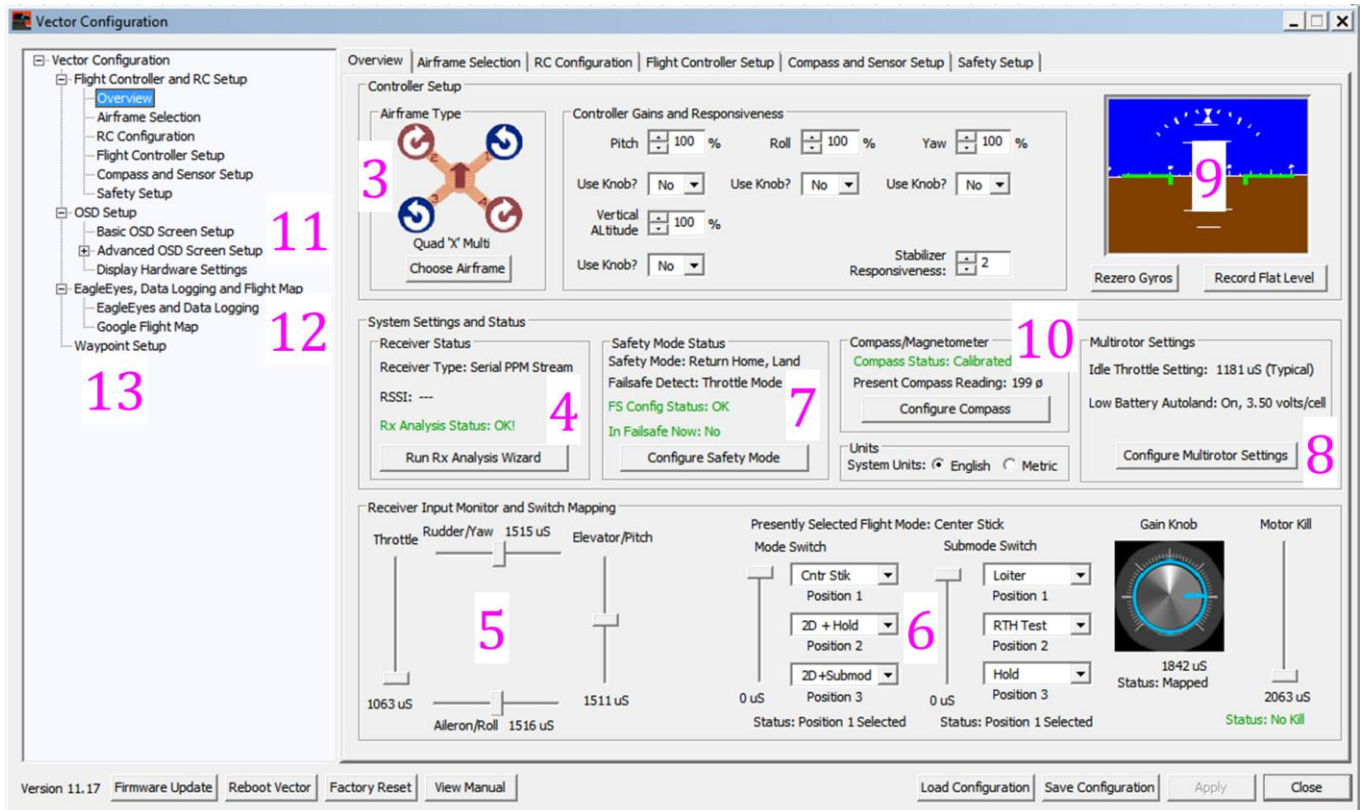 Vector Configuration
Vector Configuration
Flight Controller and RC Setup
Overview
Airframe Selection
RC Configuration
Flight Controller Setup
Compass and Sensor Setup
Safety Setup
OSD Setup
Basic OSD Screen Setup
Advanced OSD Screen Setup
Display Hardware Settings
11
EagleEyes, Data Logging and Flight Map
EagleEyes and Data Logging
Google Flight Map
12
Waypoint Setup
13
Overview Airframe Selection RC Configuration Flight Controller Setup Compass and Sensor Setup Safety Setup
Controller Setup
Airframe Type
3
2 1
3 4
Quad 'X' Multi
Choose Airframe
Controller Gains and Responsiveness
Pitch 100 % Roll 100 % Yaw 100 %
Use Knob? No Use Knob? No Use Knob? No
Vertical
ALtitude 100 %
Use Knob? No
Stabilizer
Responsiveness: 2
9
Rezero Gyros Record Flat Level
System Settings and Status
Receiver Status
Receiver Type: Serial PPM Stream
RSSI: ---
Rx Analysis Status: OK!
4
Run Rx Analysis Wizard
Safety Mode Status
Safety Mode: Return Home, Land
Failsafe Detect: Throttle Mode
FS Config Status: OK
In Failsafe Now: No
7
Configure Safety Mode
Compass/Magnetometer
10
Compass Status: Calibrated
Present Compass Reading: 199 ø
Configure Compass
Units
System Units: English Metric
Multirotor Settings
Idle Throttle Setting: 1181 uS (Typical)
Low Battery Autoland: On, 3.50 volts/cell
Configure Multirotor Settings
8
Receiver Input Monitor and Switch Mapping
Throttle
1063 uS
Rudder/Yaw 1515 uS
5
Aileron/Roll 1516 uS
Elevator/Pitch
1511 uS
Presently Selected Flight Mode: Center Stick
Mode Switch
Cntr Stik
Position 1
2D + Hold
Position 2
2D+Submod
Position 3
0 uS
Status: Position 1 Selected
6
Submode Switch
Loiter
Position 1
RTH Test
Position 2
Hold
Position 3
0 uS
Status: Position 1 Selected
Gain Knob
1842 uS
Status: Mapped
Motor Kill
2063 uS
Status: No Kill
Version 11.17 Firmware Update Reboot Vector Factory Reset View Manual Load Configuration Save Configuration Apply Close